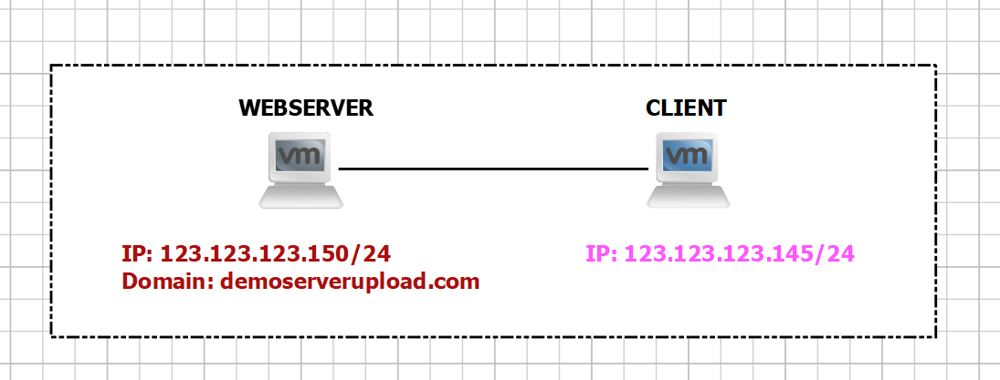 WEBSERVER
CLIENT
vm
vm
IP: 123.123.123.150/24
Domain: demoserverupload.com
IP: 123.123.123.145/24